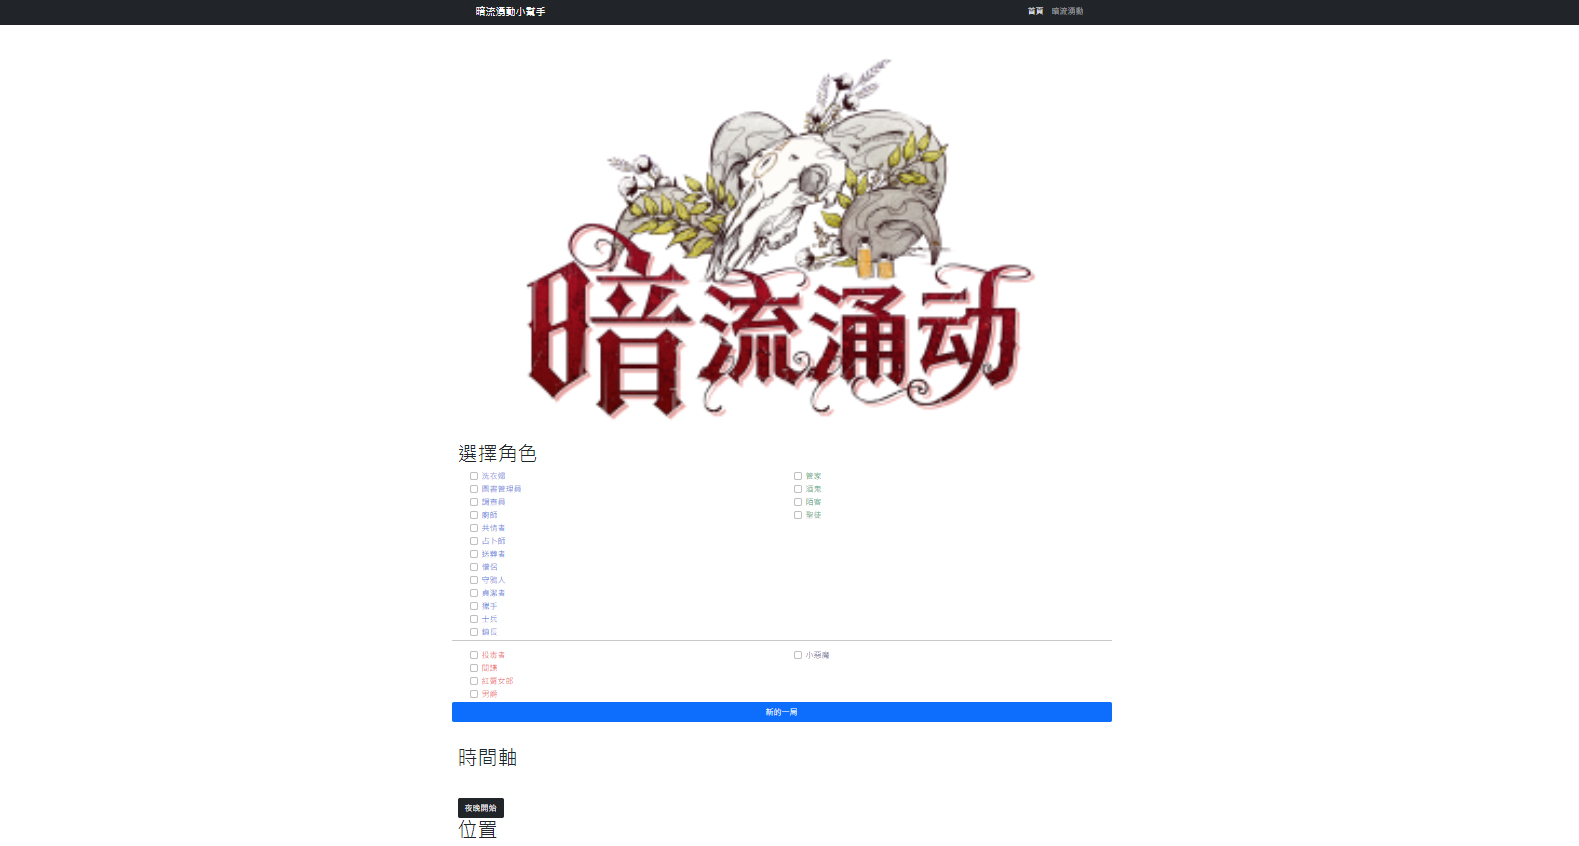 暗流湧動小幫手
首頁 暗流湧動
暗流涌动
選擇角色
洗衣婦
圖書管理員
調查員
廚師
共情者
占卜師
送葬者
僧侶
守鴉人
貞潔者
獵手
士兵
鎮長
管家
酒鬼
陌客
聖徒
投毒者
間諜
紅唇女郎
男爵
小惡魔
新的一局
時間軸
夜晚開始
位置